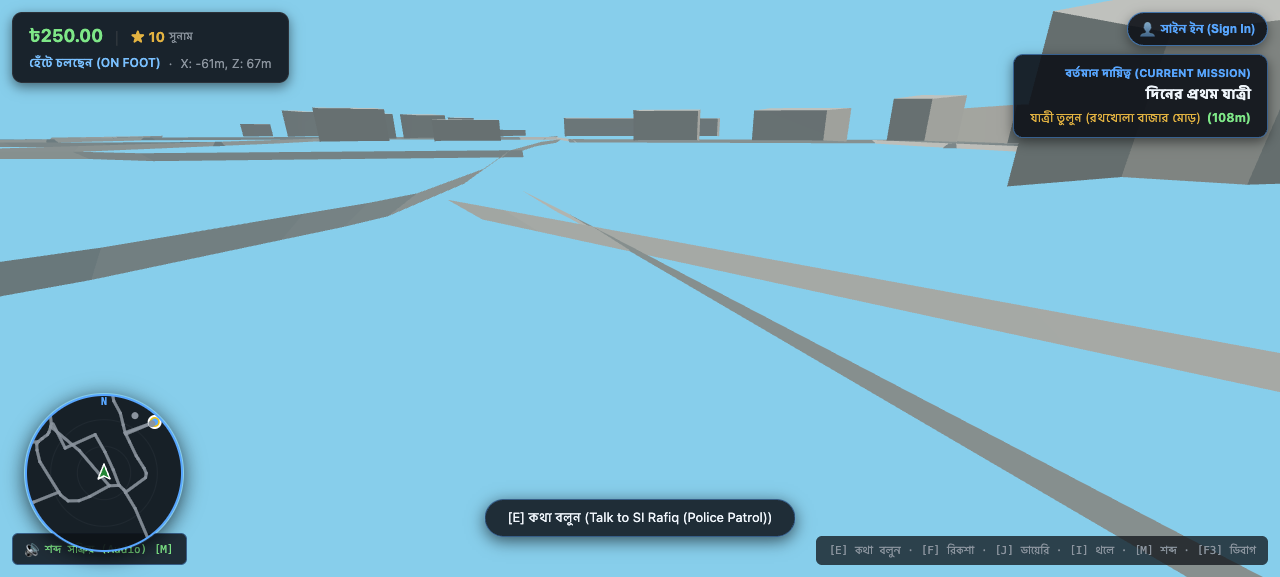 ৳250.00 | ⭐ 10 সুনাম
হেঁটে চলছেন (ON FOOT) · X: -61m, Z: 67m
👤 সাইন ইন (Sign In)
বর্তমান দায়িত্ব (CURRENT MISSION)
দিনের প্রথম যাত্রী
যাত্রী তুলুন (রথখোলা বাজার মোড়) (108m)
N
[E] কথা বলুন (Talk to SI Rafiq (Police Patrol))
🔊 শব্দ [M]
[E] কথা বলুন · [F] রিকশা · [J] ডায়েরি · [I] থলে · [M] শব্দ · [F3] ডিবাগ